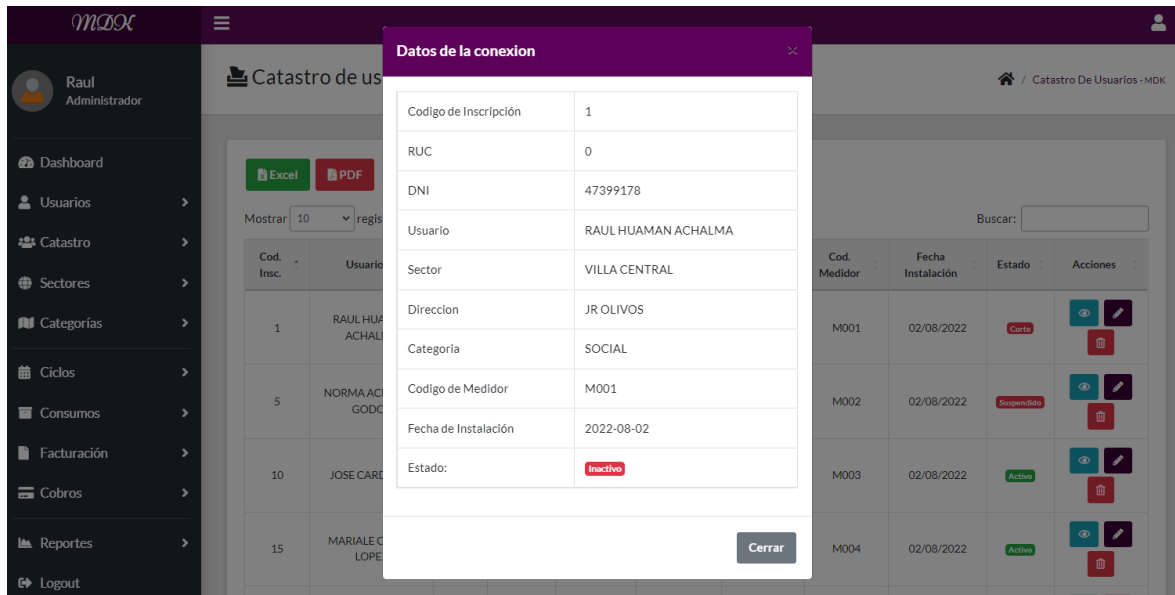 MDK
Raul
Administrador
Dashboard
Usuarios
Catastro
Sectores
Categorías
Ciclos
Consumos
Facturación
Cobros
Reportes
Logout
Catastro de us
/ Catastro De Usuarios - MDK
Excel PDF
Mostrar 10 regis
Buscar:
Cod. Insc. Usuario Cod. Medidor Fecha Instalación Estado Acciones
1 RAUL HUA ACHAL M001 02/08/2022 Corte
5 NORMA AC GODO M002 02/08/2022 Suspendido
10 JOSE CARD M003 02/08/2022 Activo
15 MARIALE C LOPE M004 02/08/2022 Activo
Datos de la conexion ×
Codigo de Inscripción 1
RUC 0
DNI 47399178
Usuario RAUL HUAMAN ACHALMA
Sector VILLA CENTRAL
Direccion JR OLIVOS
Categoria SOCIAL
Codigo de Medidor M001
Fecha de Instalación 2022-08-02
Estado: Inactivo
Cerrar